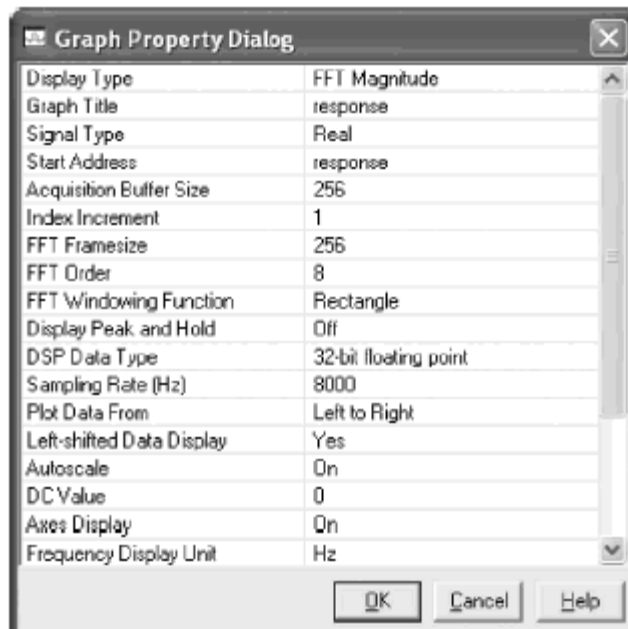 Graph Property Dialog
Display Type FFT Magnitude
Graph Title response
Signal Type Real
Start Address response
Acquisition Buffer Size 256
Index Increment 1
FFT Framesize 256
FFT Order 8
FFT Windowing Function Rectangle
Display Peak and Hold Off
DSP Data Type 32-bit floating point
Sampling Rate (Hz) 8000
Plot Data From Left to Right
Left-shifted Data Display Yes
Autoscale On
DC Value 0
Axes Display On
Frequency Display Unit Hz
OK Cancel Help